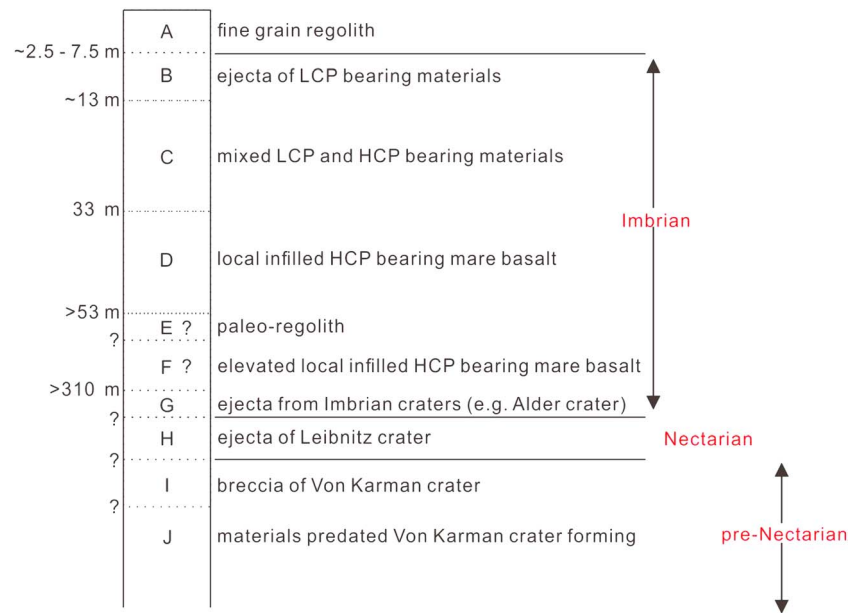 A fine grain regolith
~2.5 - 7.5 m
B ejecta of LCP bearing materials
~13 m
C mixed LCP and HCP bearing materials
33 m
Imbrian
D local infilled HCP bearing mare basalt
>53 m
E ? paleo-regolith
?
F ? elevated local infilled HCP bearing mare basalt
>310 m
G ejecta from Imbrian craters (e.g. Alder crater)
?
H ejecta of Leibnitz crater
Nectarian
?
I breccia of Von Karman crater
?
J materials predated Von Karman crater forming
pre-Nectarian